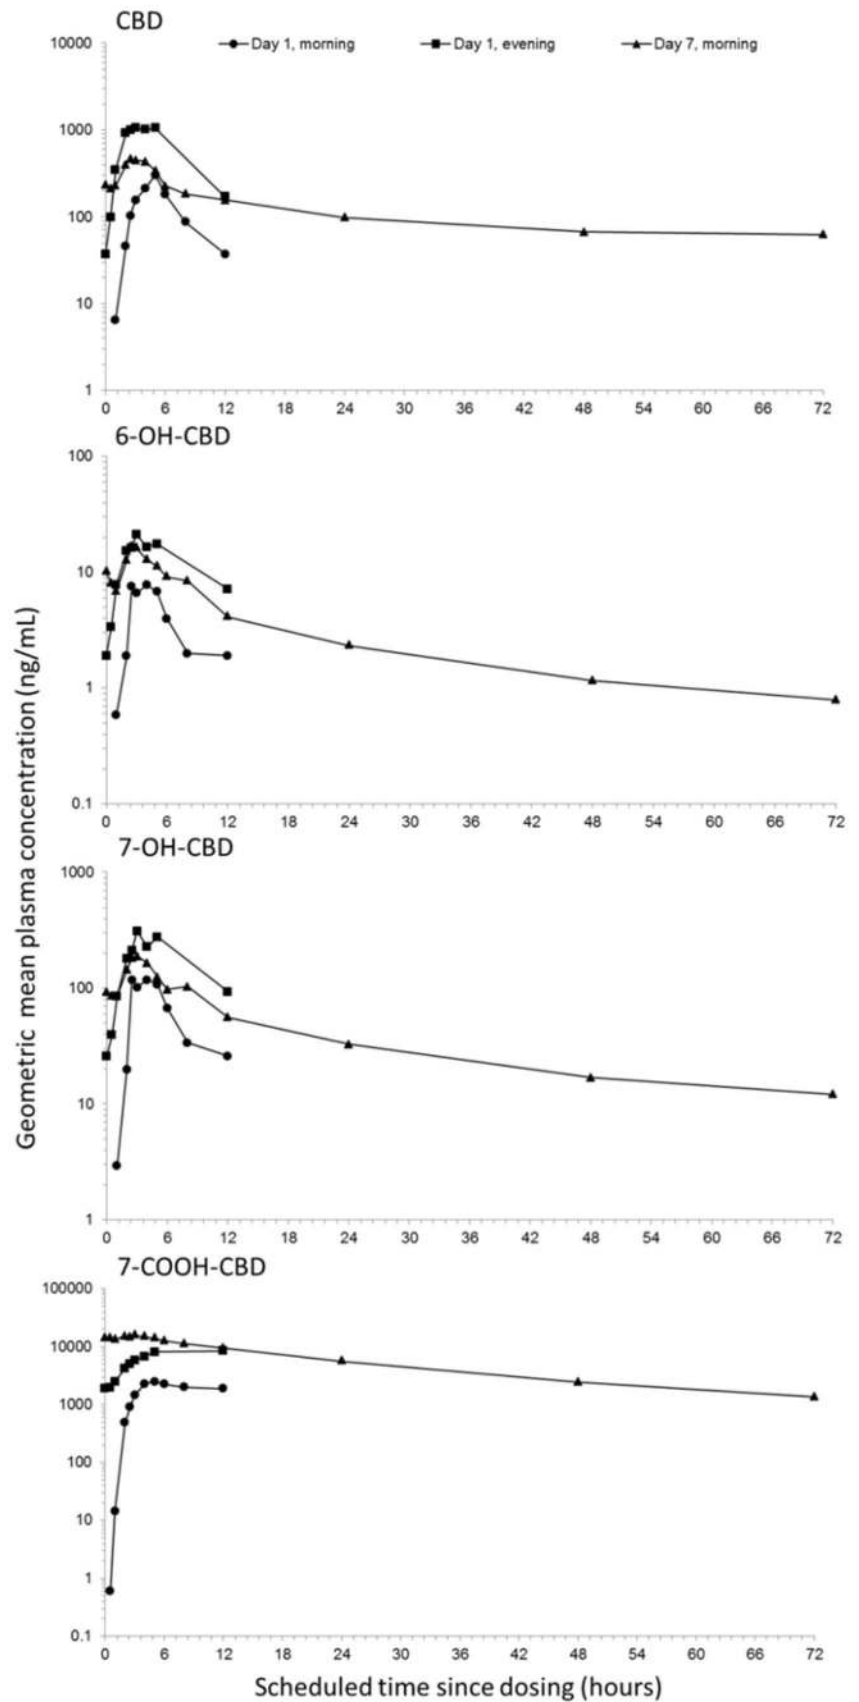 CBD
Day 1, morning Day 1, evening Day 7, morning
10000
1000
100
10
1
0 6 12 18 24 30 36 42 48 54 60 66 72
6-OH-CBD
100
10
1
0.1
0 6 12 18 24 30 36 42 48 54 60 66 72
7-OH-CBD
1000
100
10
1
0 6 12 18 24 30 36 42 48 54 60 66 72
7-COOH-CBD
100000
10000
1000
100
10
1
0.1
0 6 12 18 24 30 36 42 48 54 60 66 72
Geometric mean plasma concentration (ng/mL)
Scheduled time since dosing (hours)